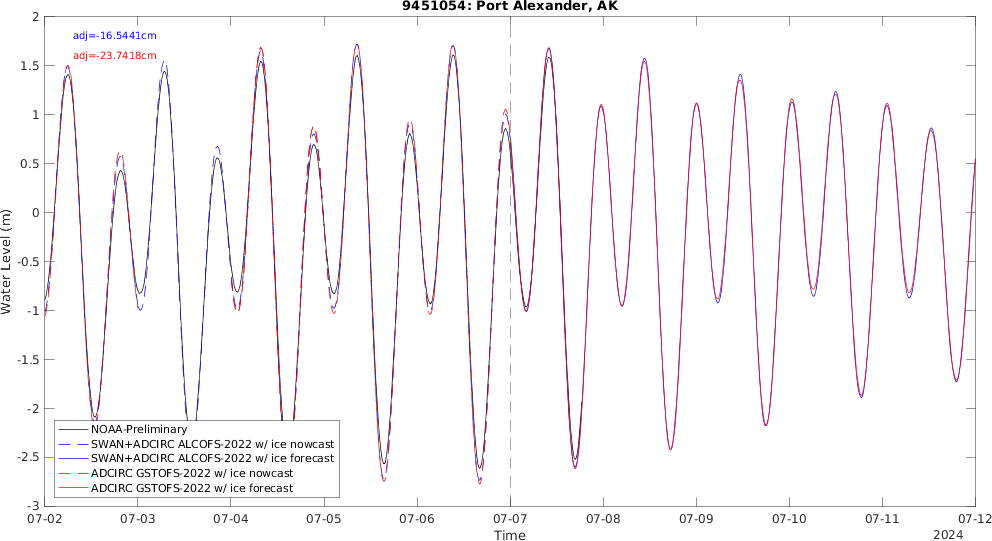 9451054: Port Alexander, AK
adj=-16.5441cm
adj=-23.7418cm
2
1.5
1
0.5
0
-0.5
-1
-1.5
-2
-2.5
-3
Water Level (m)
NOAA-Preliminary
SWAN+ADCIRC ALCOFS-2022 w/ ice nowcast
SWAN+ADCIRC ALCOFS-2022 w/ ice forecast
ADCIRC GSTOFS-2022 w/ ice nowcast
ADCIRC GSTOFS-2022 w/ ice forecast
07-02 07-03 07-04 07-05 07-06 07-07 07-08 07-09 07-10 07-11 07-12
Time
2024